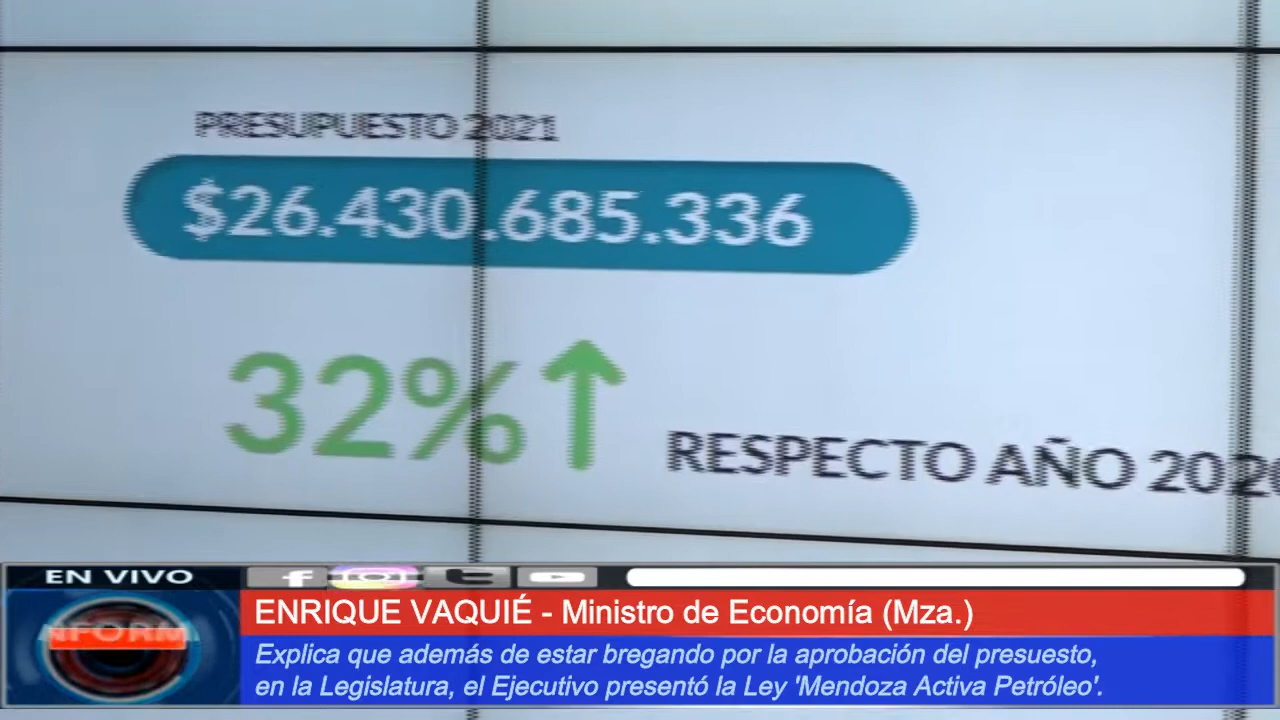 PRESUPUESTO 2021
$26.430.685.336
32%↑
RESPECTO AÑO 2020
EN VIVO
ENRIQUE VAQUIÉ - Ministro de Economía (Mza.)
Explica que además de estar bregando por la aprobación del presuesto,
en la Legislatura, el Ejecutivo presentó la Ley 'Mendoza Activa Petróleo'.